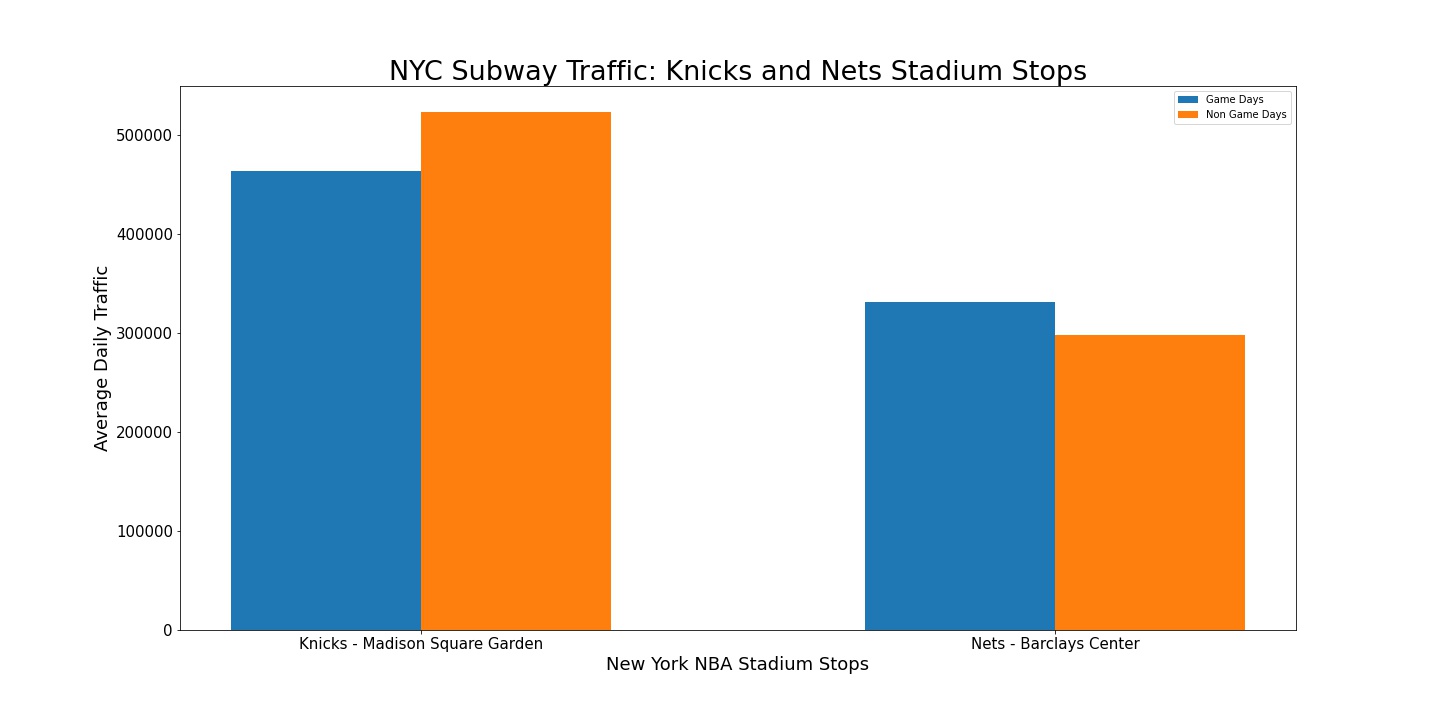 NYC Subway Traffic: Knicks and Nets Stadium Stops
Game Days
Non Game Days
Average Daily Traffic
500000
400000
300000
200000
100000
0
Knicks - Madison Square Garden
Nets - Barclays Center
New York NBA Stadium Stops